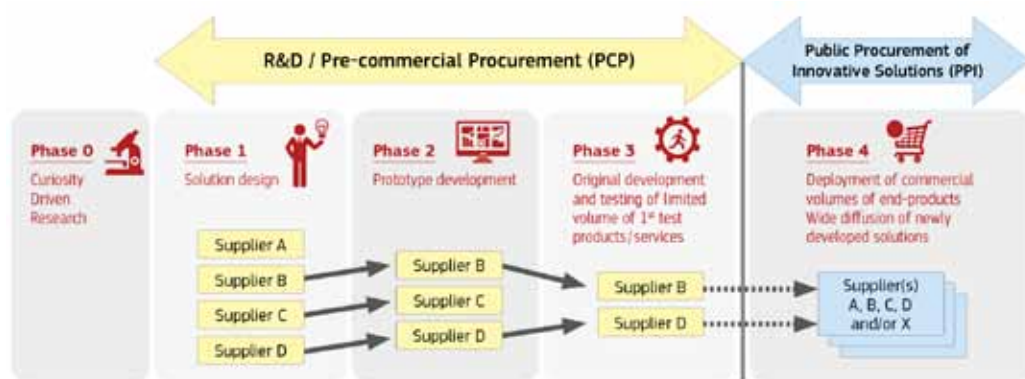 R&D / Pre-commercial Procurement (PCP)
Public Procurement of
Innovative Solutions (PPI)
Phase 0
Curiosity
Driven
Research
Phase 1
Solution design
Supplier A
Supplier B
Supplier C
Supplier D
Phase 2
Prototype development
Supplier B
Supplier C
Supplier D
Phase 3
Original development
and testing of limited
volume of 1st test
products/services
Supplier B
Supplier D
Phase 4
Deployment of commercial
volumes of end-products
Wide diffusion of newly
developed solutions
Supplier(s)
A, B, C, D
and/or X